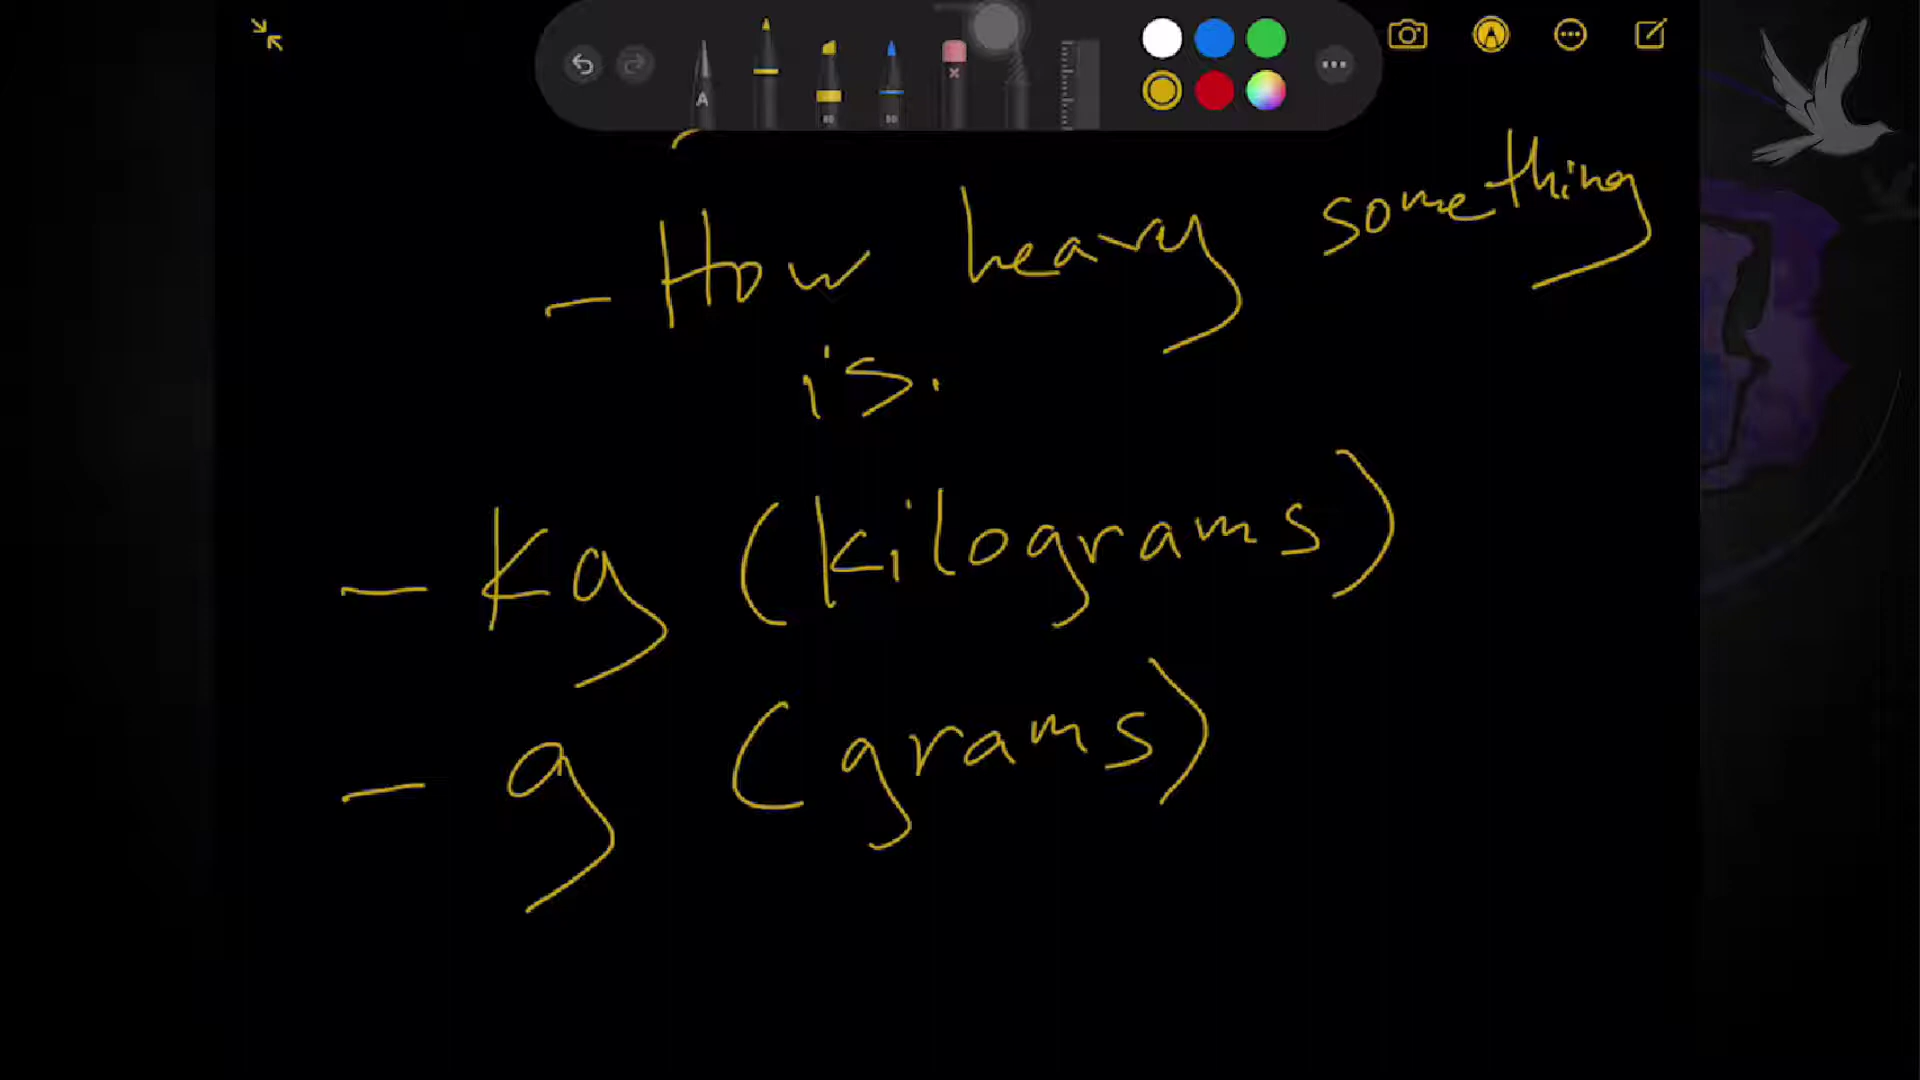 - How heavy something
is.
- kg (kilograms)
- g (grams)